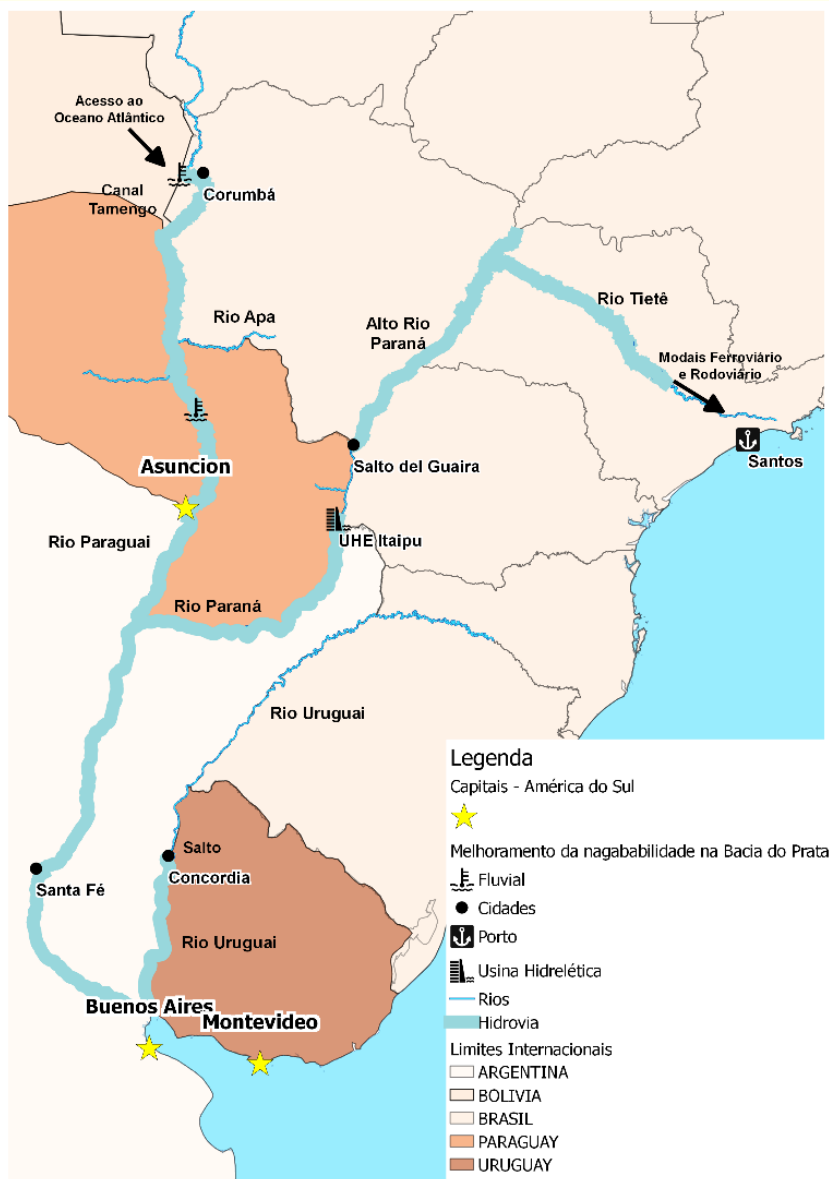 Acesso ao
Oceano Atlântico
Canal
Tamengo
Corumbá
Rio Apa
Alto Rio
Paraná
Rio Tietê
Modais Ferroviário
e Rodoviário
Santos
Asuncion
Salto del Guaira
Rio Paraguai
UHE Itaipu
Rio Paraná
Rio Uruguai
Salto
Concordia
Santa Fé
Rio Uruguai
Buenos Aires
Montevideo
Legenda
Capitais - América do Sul
Melhoramento da nagababilidade na Bacia do Prata
Fluvial
Cidades
Porto
Usina Hidrelética
Rios
Hidrovia
Limites Internacionais
ARGENTINA
BOLIVIA
BRASIL
PARAGUAY
URUGUAY